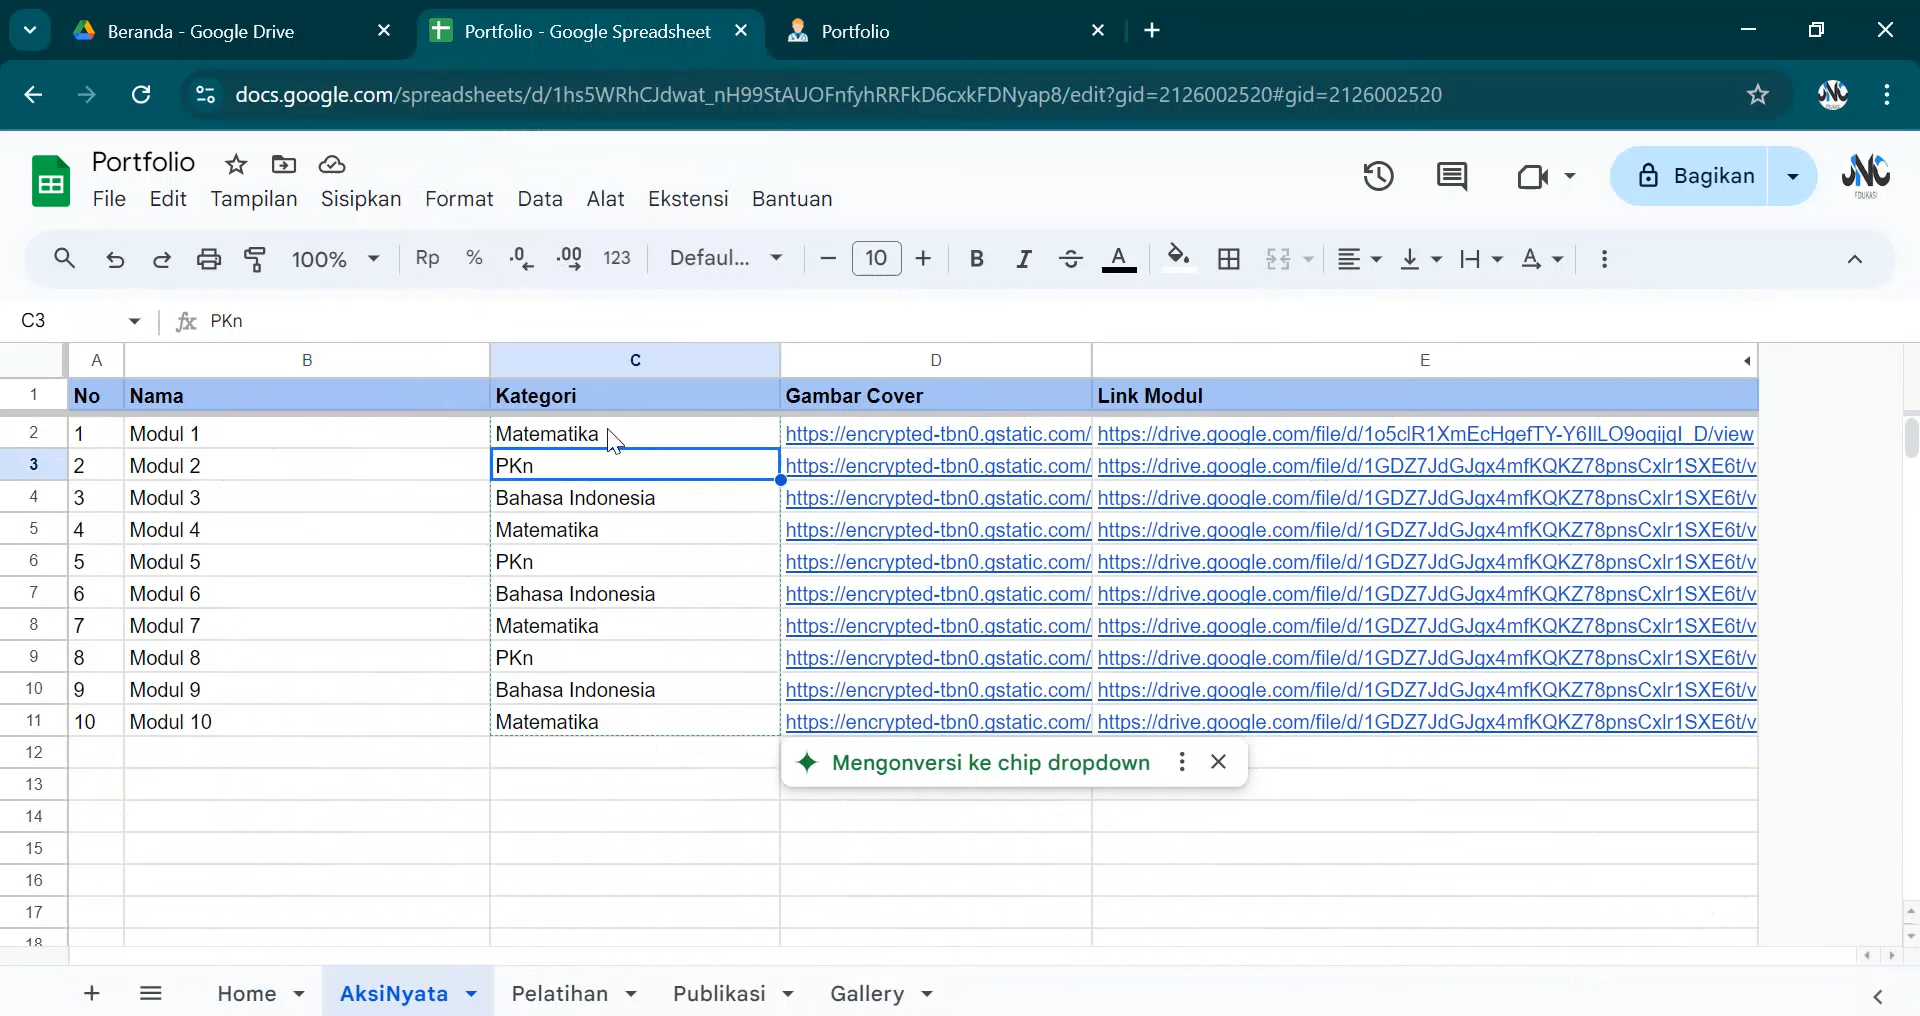 Beranda - Google Drive
Portfolio - Google Spreadsheet
Portfolio
docs.google.com/spreadsheets/d/1hs5WRhCJdwat_nH99StAUOFnfyhRRFkD6cxkFDNyap8/edit?gid=2126002520#gid=2126002520
Portfolio
File Edit Tampilan Sisipkan Format Data Alat Ekstensi Bantuan
Bagikan
JNC
EDUKASI
100% Rp % .0 .00 123 Defaul... 10 B I A
C3 fx PKn
A B C D E
1 No Nama Kategori Gambar Cover Link Modul
2 1 Modul 1 Matematika https://encrypted-tbn0.gstatic.com/ https://drive.google.com/file/d/1o5clR1XmEcHgefTY-Y6IlLO9oqijqI_D/view
3 2 Modul 2 PKn https://encrypted-tbn0.gstatic.com/ https://drive.google.com/file/d/1GDZ7JdGJgx4mfKQKZ78pnsCxlr1SXE6t/v
4 3 Modul 3 Bahasa Indonesia https://encrypted-tbn0.gstatic.com/ https://drive.google.com/file/d/1GDZ7JdGJgx4mfKQKZ78pnsCxlr1SXE6t/v
5 4 Modul 4 Matematika https://encrypted-tbn0.gstatic.com/ https://drive.google.com/file/d/1GDZ7JdGJgx4mfKQKZ78pnsCxlr1SXE6t/v
6 5 Modul 5 PKn https://encrypted-tbn0.gstatic.com/ https://drive.google.com/file/d/1GDZ7JdGJgx4mfKQKZ78pnsCxlr1SXE6t/v
7 6 Modul 6 Bahasa Indonesia https://encrypted-tbn0.gstatic.com/ https://drive.google.com/file/d/1GDZ7JdGJgx4mfKQKZ78pnsCxlr1SXE6t/v
8 7 Modul 7 Matematika https://encrypted-tbn0.gstatic.com/ https://drive.google.com/file/d/1GDZ7JdGJgx4mfKQKZ78pnsCxlr1SXE6t/v
9 8 Modul 8 PKn https://encrypted-tbn0.gstatic.com/ https://drive.google.com/file/d/1GDZ7JdGJgx4mfKQKZ78pnsCxlr1SXE6t/v
10 9 Modul 9 Bahasa Indonesia https://encrypted-tbn0.gstatic.com/ https://drive.google.com/file/d/1GDZ7JdGJgx4mfKQKZ78pnsCxlr1SXE6t/v
11 10 Modul 10 Matematika https://encrypted-tbn0.gstatic.com/ https://drive.google.com/file/d/1GDZ7JdGJgx4mfKQKZ78pnsCxlr1SXE6t/v
12
Mengonversi ke chip dropdown
13
14
15
16
17
18
Home AksiNyata Pelatihan Publikasi Gallery